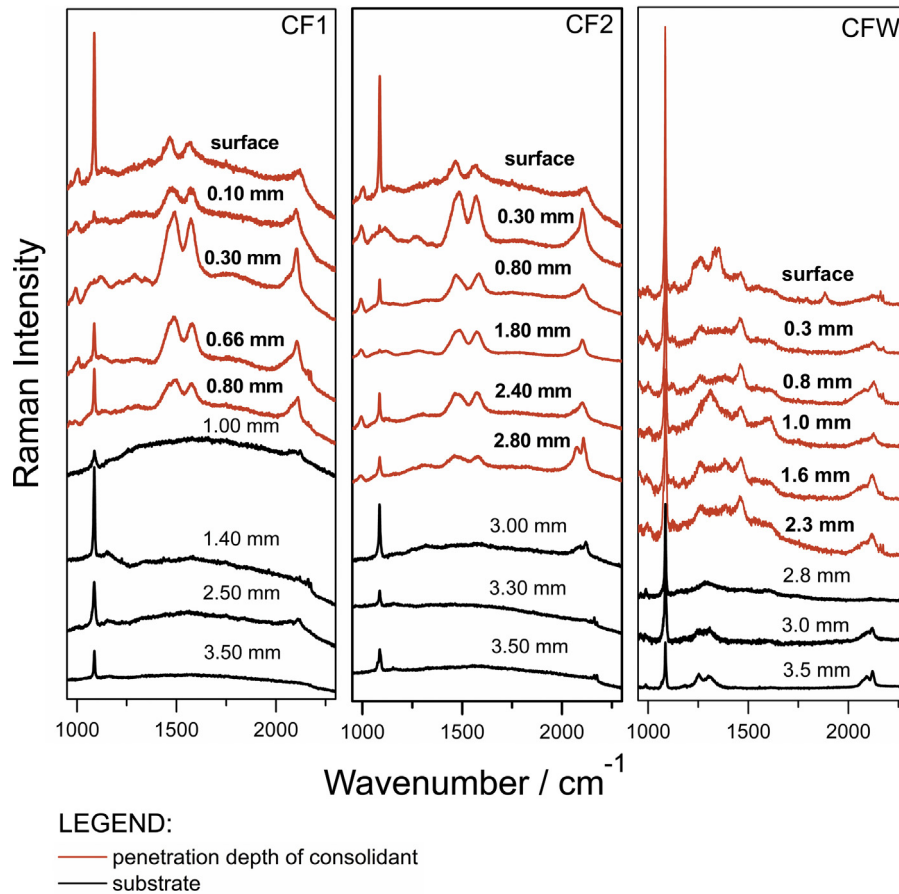 CF1
surface
0.10 mm
0.30 mm
0.66 mm
0.80 mm
1.00 mm
1.40 mm
2.50 mm
3.50 mm
1000 1500 2000
CF2
surface
0.30 mm
0.80 mm
1.80 mm
2.40 mm
2.80 mm
3.00 mm
3.30 mm
3.50 mm
1000 1500 2000
CFW
surface
0.3 mm
0.8 mm
1.0 mm
1.6 mm
2.3 mm
2.8 mm
3.0 mm
3.5 mm
1000 1500 2000
Raman Intensity
Wavenumber / cm-1
LEGEND:
penetration depth of consolidant
substrate